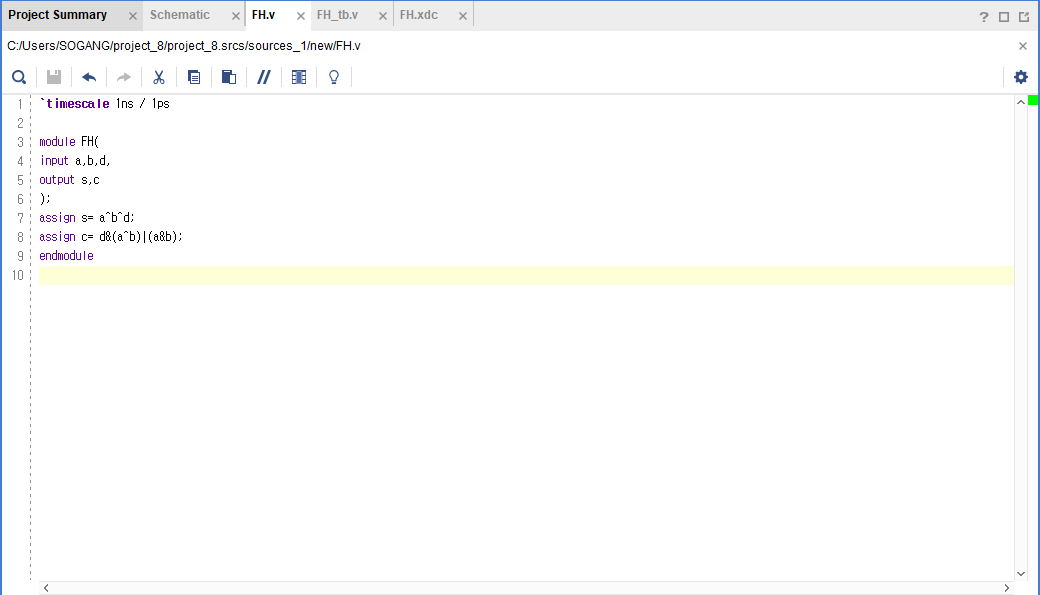 Project Summary × Schematic × FH.v × FH_tb.v × FH.xdc × ?
C:/Users/SOGANG/project_8/project_8.srcs/sources_1/new/FH.v ×
//
1 `timescale 1ns / 1ps
2
3 module FH(
4 input a,b,d,
5 output s,c
6 );
7 assign s= a^b^d;
8 assign c= d&(a^b)|(a&b);
9 endmodule
10